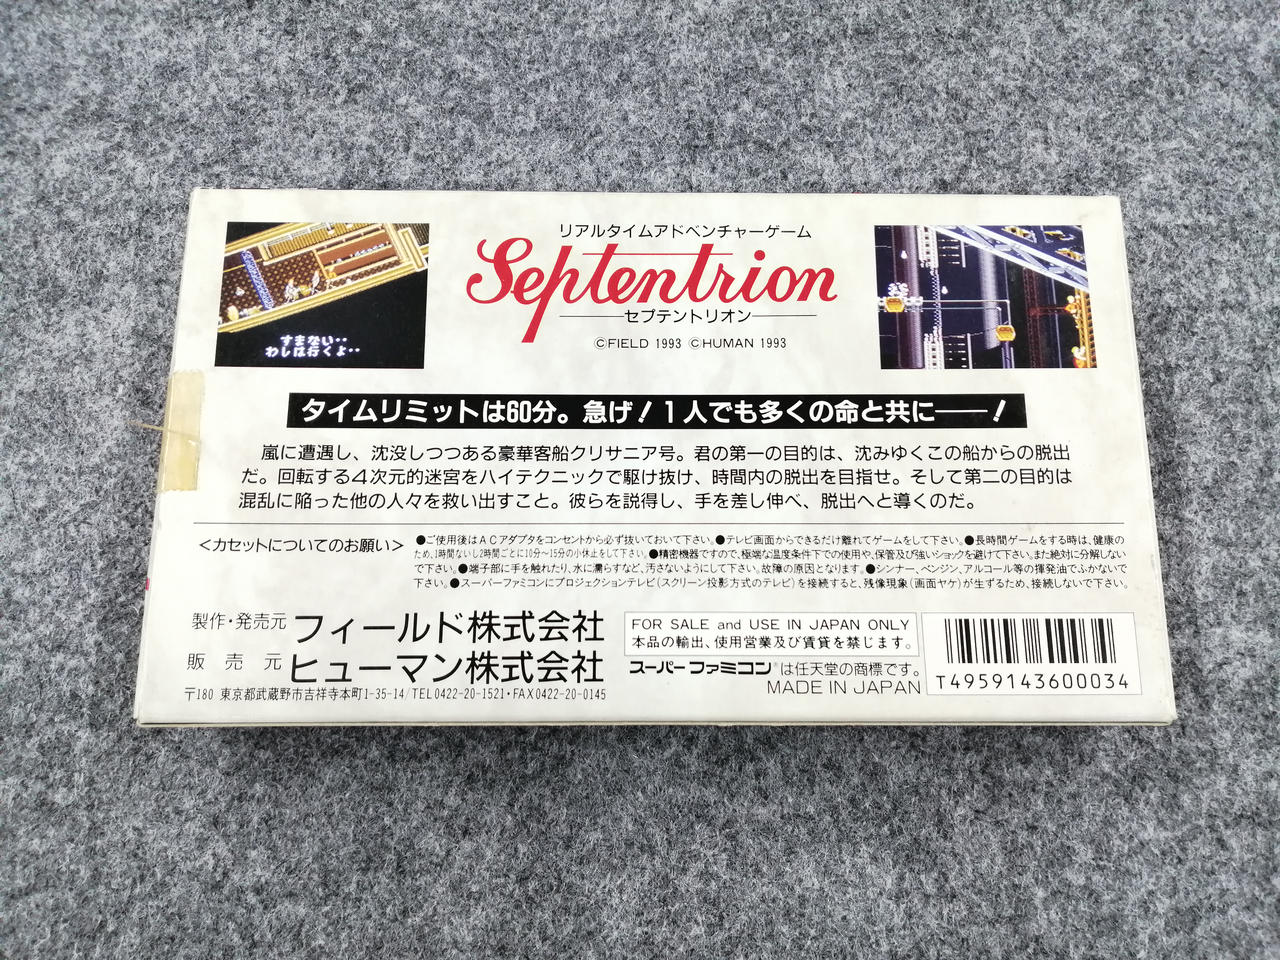 リアルタイムアドベンチャーゲーム
Septentrion
セプテントリオン
©FIELD 1993 ©HUMAN 1993
すまない・・
わしは行くよ・・
タイムリミットは60分。急げ！1人でも多くの命と共に――！
嵐に遭遇し、沈没しつつある豪華客船クリサニア号。君の第一の目的は、沈みゆくこの船からの脱出
だ。回転する4次元的迷宮をハイテクニックで駆け抜け、時間内の脱出を目指せ。そして第二の目的は
混乱に陥った他の人々を救い出すこと。彼らを説得し、手を差し伸べ、脱出へと導くのだ。
＜カセットについてのお願い＞
●ご使用後はACアダプタをコンセントから必ず抜いておいて下さい。●テレビ画面からできるだけ離れてゲームをして下さい。●長時間ゲームをする時は、健康の
ため、1時間ないし2時間ごとに10分～15分の小休止をして下さい。●精密機器ですので、極端な温度条件下での使用や、保管及び強いショックを避けて下さい。また絶対に分解しない
で下さい。●端子部に手を触れたり、水に濡らすなど、汚さないようにして下さい。故障の原因となります。●シンナー、ベンジン、アルコール等の揮発油でふかないで
下さい。●スーパーファミコンにプロジェクションテレビ（スクリーン投影方式のテレビ）を接続すると、残像現象（画面ヤケ）が生ずるため、接続しないで下さい。
製作・発売元 フィールド株式会社
販売元 ヒューマン株式会社
〒180 東京都武蔵野市吉祥寺本町1-35-14/TEL0422-20-1521・FAX0422-20-0145
FOR SALE and USE IN JAPAN ONLY
本品の輸出、使用営業及び賃貸を禁じます。
スーパーファミコン®は任天堂の商標です。
MADE IN JAPAN
T4959143600034